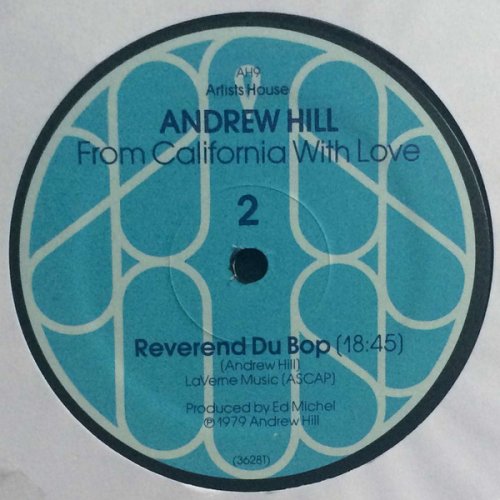 AH9
Artists House
ANDREW HILL
From California With Love
2
Reverend Du Bop (18:45)
(Andrew Hill)
LaVerne Music (ASCAP)
Produced by Ed Michel
℗ 1979 Andrew Hill
(36281)